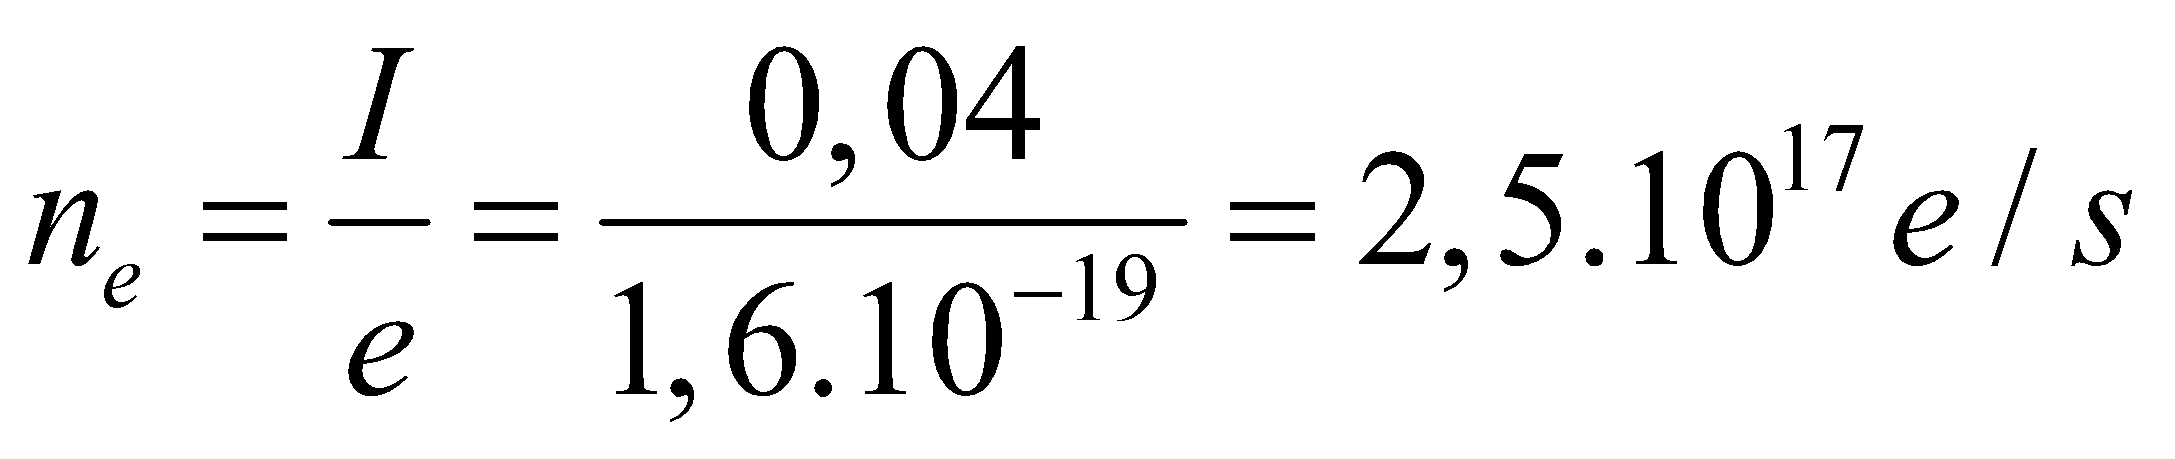 n_e = I/e = 0,04/1,6.10^{-19} = 2,5.10^{17} e / s